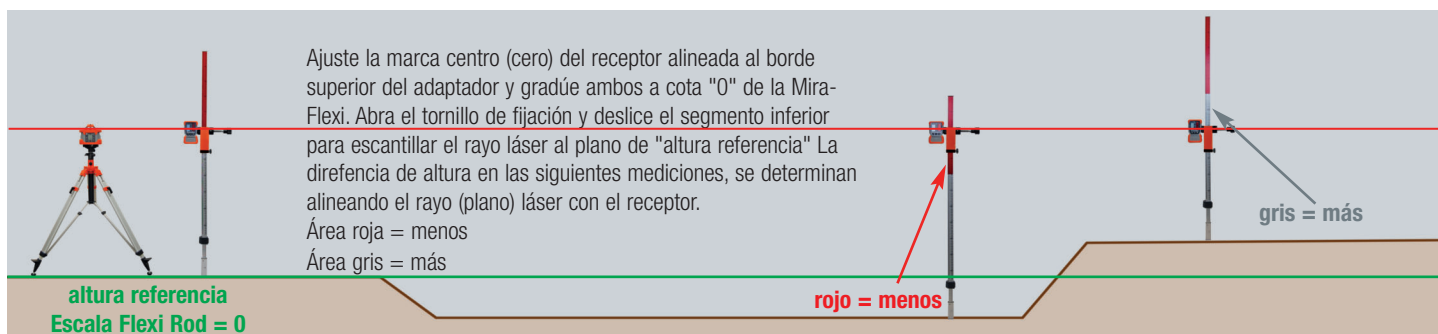 Ajuste la marca centro (cero) del receptor alineada al borde
superior del adaptador y gradúe ambos a cota "0" de la Mira-
Flexi. Abra el tornillo de fijación y deslice el segmento inferior
para escantillar el rayo láser al plano de "altura referencia" La
direfencia de altura en las siguientes mediciones, se determinan
alineando el rayo (plano) láser con el receptor.
Área roja = menos
Área gris = más
gris = más
rojo = menos
altura referencia
Escala Flexi Rod = 0